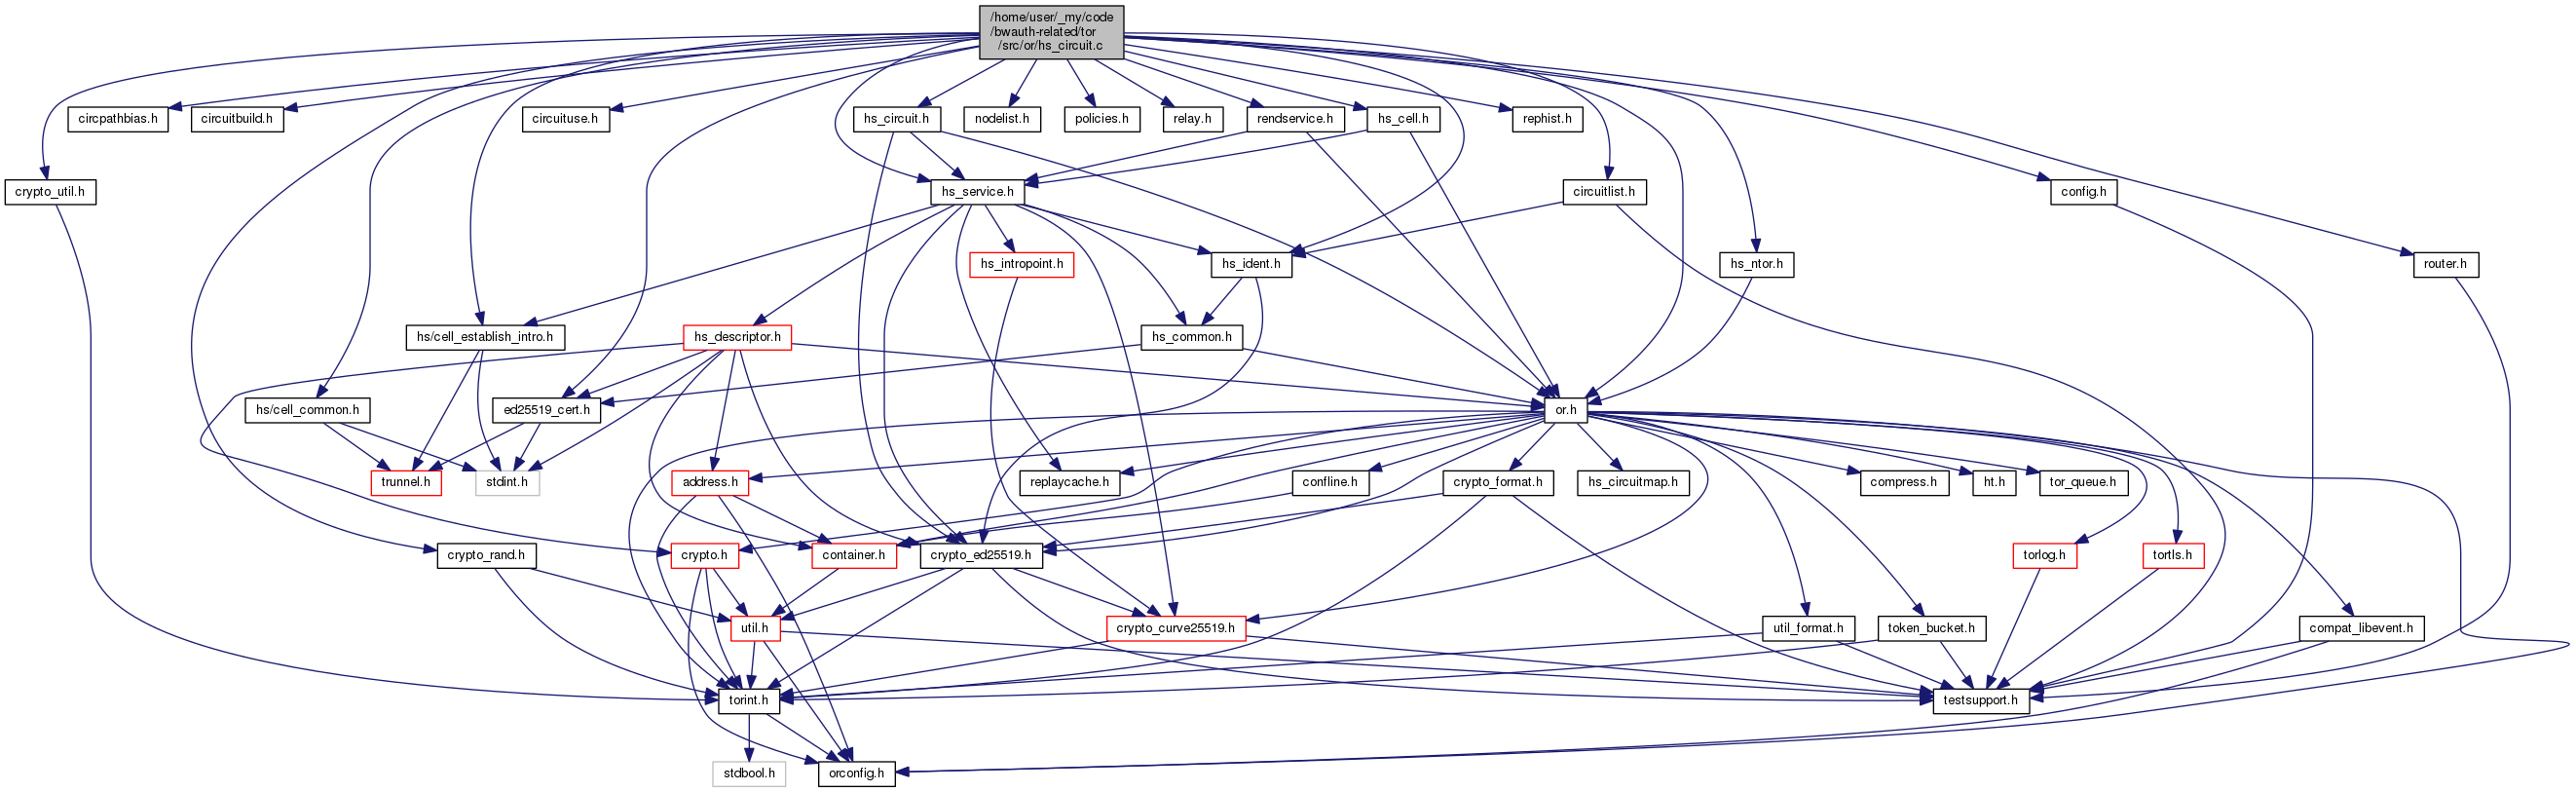 /home/user/_my/code
/bwauth-related/tor
/src/or/hs_circuit.c
circpathbias.h
circuitbuild.h
circuituse.h
hs_circuit.h
nodelist.h
policies.h
relay.h
rendservice.h
hs_cell.h
rephist.h
crypto_util.h
hs_service.h
circuitlist.h
config.h
hs_intropoint.h
hs_ident.h
hs_ntor.h
router.h
hs/cell_establish_intro.h
hs_descriptor.h
hs_common.h
hs/cell_common.h
ed25519_cert.h
or.h
trunnel.h
stdint.h
address.h
replaycache.h
confline.h
crypto_format.h
hs_circuitmap.h
compress.h
ht.h
tor_queue.h
crypto_rand.h
crypto.h
container.h
crypto_ed25519.h
torlog.h
tortls.h
util.h
crypto_curve25519.h
util_format.h
token_bucket.h
compat_libevent.h
torint.h
testsupport.h
stdbool.h
orconfig.h